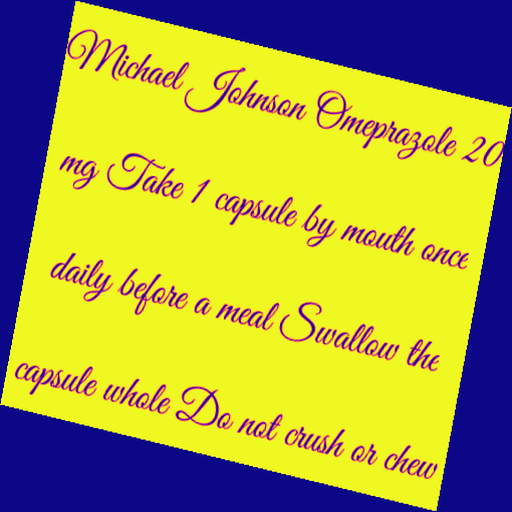 Michael Johnson Omeprazole 20
mg Take 1 capsule by mouth once
daily before a meal Swallow the
capsule whole Do not crush or chew